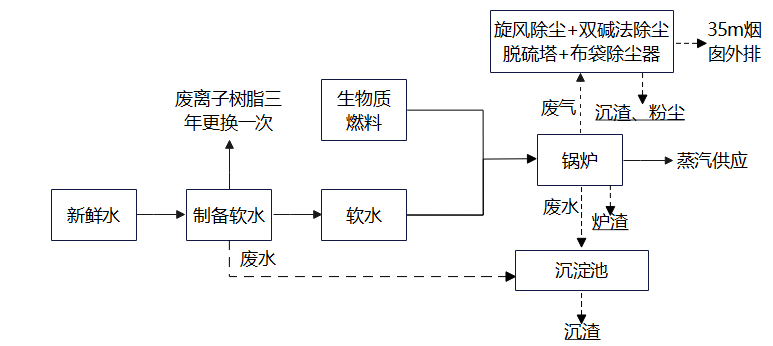 旋风除尘+双碱法除尘
脱硫塔+布袋除尘器
35m烟
囱外排
废离子树脂三
年更换一次
生物质
燃料
废气
沉渣、粉尘
锅炉
蒸汽供应
新鲜水
制备软水
软水
废水
炉渣
废水
沉淀池
沉渣